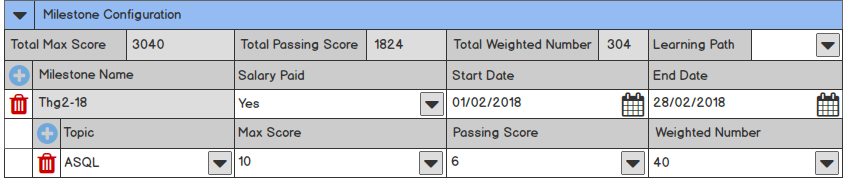 Milestone Configuration
Total Max Score 3040 Total Passing Score 1824 Total Weighted Number 304 Learning Path
Milestone Name Salary Paid Start Date End Date
Thg2-18 Yes 01/02/2018 28/02/2018
Topic Max Score Passing Score Weighted Number
ASQL 10 6 40